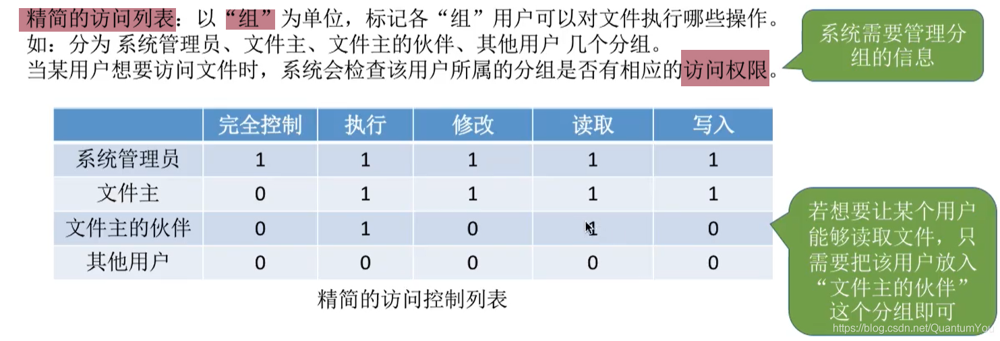 精简的访问列表：以“组”为单位，标记各“组”用户可以对文件执行哪些操作。
如：分为 系统管理员、文件主、文件主的伙伴、其他用户 几个分组。
当某用户想要访问文件时，系统会检查该用户所属的分组是否有相应的访问权限。
系统需要管理分
组的信息
完全控制 执行 修改 读取 写入
系统管理员 1 1 1 1 1
文件主 0 1 1 1 1
文件主的伙伴 0 1 0 1 0
其他用户 0 0 0 0 0
精简的访问控制列表
若想要让某个用户
能够读取文件，只
需要把该用户放入
“文件主的伙伴”
这个分组即可
https://blog.csdn.net/QuantumYou